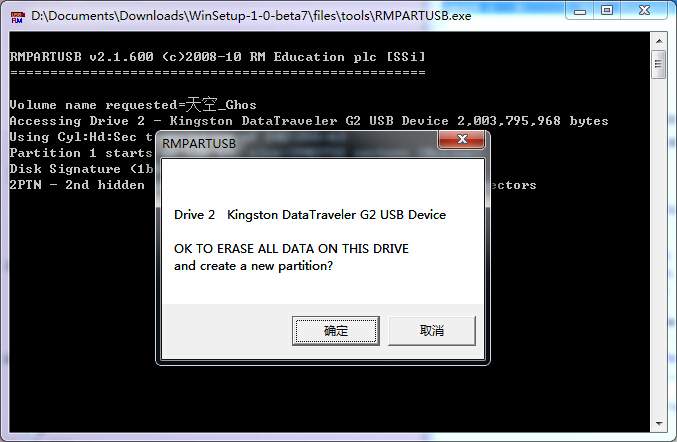 D:\Documents\Downloads\WinSetup-1-0-beta7\files\tools\RMPARTUSB.exe
RMPARTUSB v2.1.600 (c)2008-10 RM Education plc [SSi]
====================================================
Volume name requested=天空_Ghos
Accessing Drive 2 - Kingston DataTraveler G2 USB Device 2,003,795,968 bytes
Using Cyl:Hd:Sec
Partition 1 starts
Disk Signature (1b
2PTN - 2nd hidden ectors
RMPARTUSB
Drive 2 Kingston DataTraveler G2 USB Device
OK TO ERASE ALL DATA ON THIS DRIVE
and create a new partition?
确定 取消